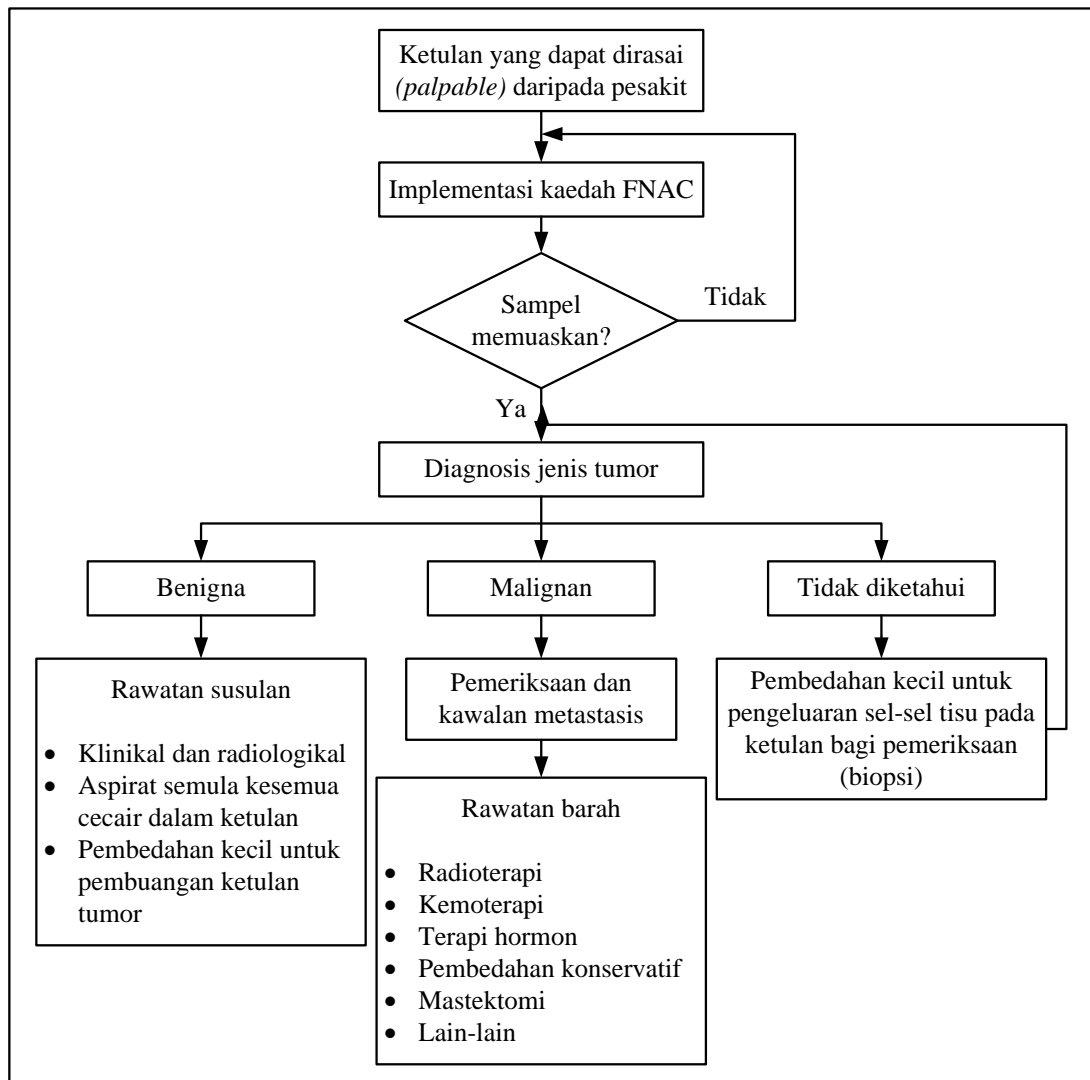 Ketulan yang dapat dirasai
(palpable) daripada pesakit
Implementasi kaedah FNAC
Sampel
memuaskan?
Tidak
Ya
Diagnosis jenis tumor
Benigna
Malignan
Tidak diketahui
Rawatan susulan
• Klinikal dan radiologikal
• Aspirat semula kesemua
cecair dalam ketulan
• Pembedahan kecil untuk
pembuangan ketulan
tumor
Pemeriksaan dan
kawalan metastasis
Rawatan barah
• Radioterapi
• Kemoterapi
• Terapi hormon
• Pembedahan konservatif
• Mastektomi
• Lain-lain
Pembedahan kecil untuk
pengeluaran sel-sel tisu pada
ketulan bagi pemeriksaan
(biopsi)